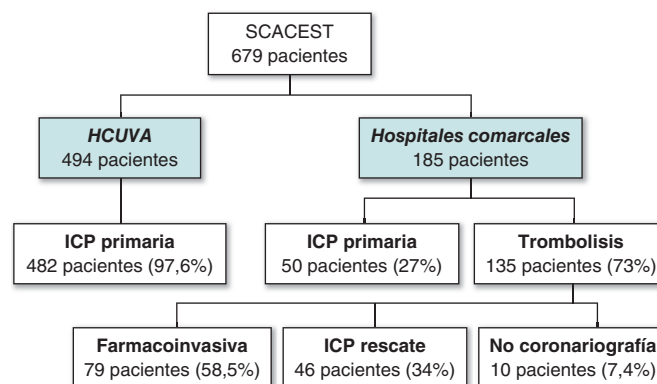 SCACEST
679 pacientes
HCUVA
494 pacientes
Hospitales comarcales
185 pacientes
ICP primaria
482 pacientes (97,6%)
ICP primaria
50 pacientes (27%)
Trombolisis
135 pacientes (73%)
Farmacoinvasiva
79 pacientes (58,5%)
ICP rescate
46 pacientes (34%)
No coronariografía
10 pacientes (7,4%)